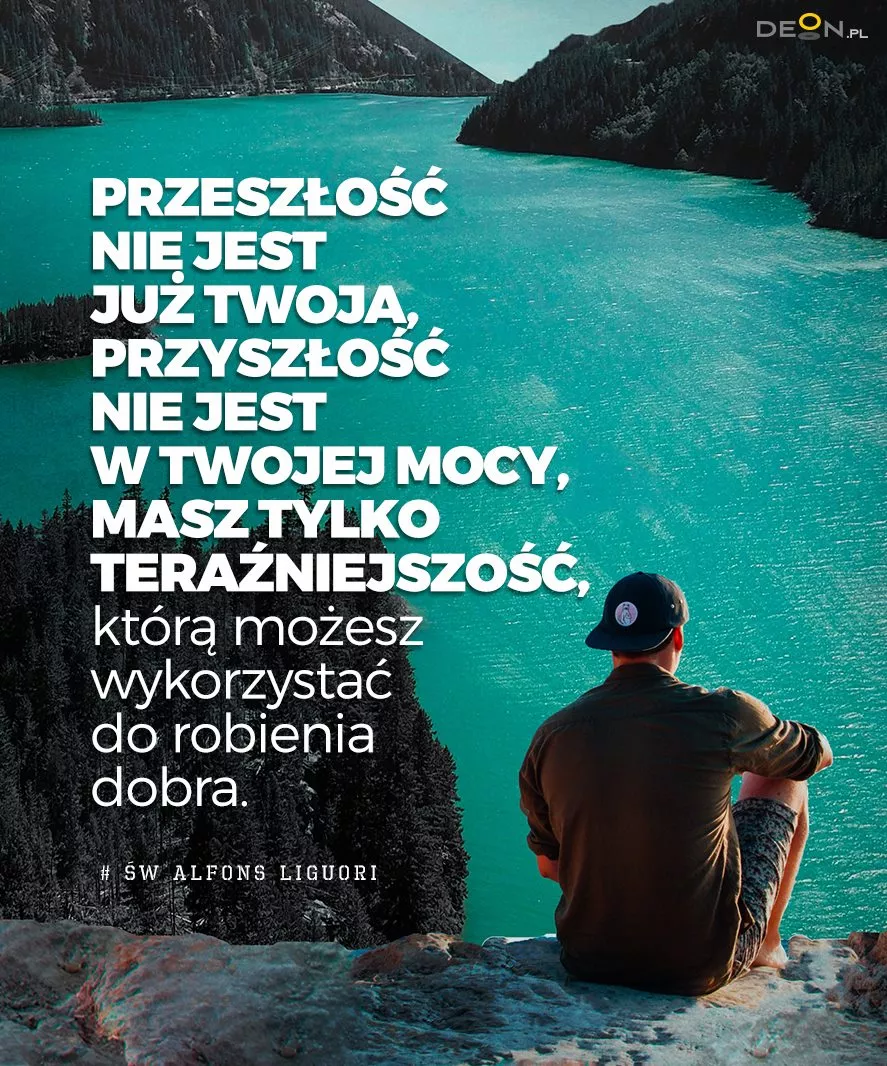 DEON.PL
PRZESZŁOŚĆ
NIE JEST
JUŻ TWOJA,
PRZYSZŁOŚĆ
NIE JEST
W TWOJEJ MOCY,
MASZ TYLKO
TERAŹNIEJSZOŚĆ,
którą możesz
wykorzystać
do robienia
dobra.
# ŚW ALFONS LIGUORI